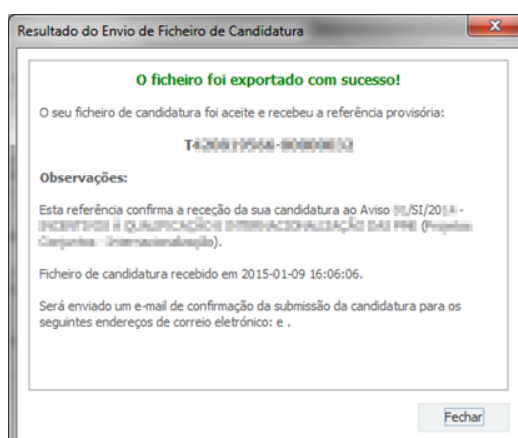 Resultado do Envio de Ficheiro de Candidatura
O ficheiro foi exportado com sucesso!
O seu ficheiro de candidatura foi aceite e recebeu a referência provisória:
Observações:
Esta referência confirma a receção da sua candidatura ao Aviso /SI/201 -
Ficheiro de candidatura recebido em 2015-01-09 16:06:06.
Será enviado um e-mail de confirmação da submissão da candidatura para os
seguintes endereços de correio eletrónico: e .
Fechar